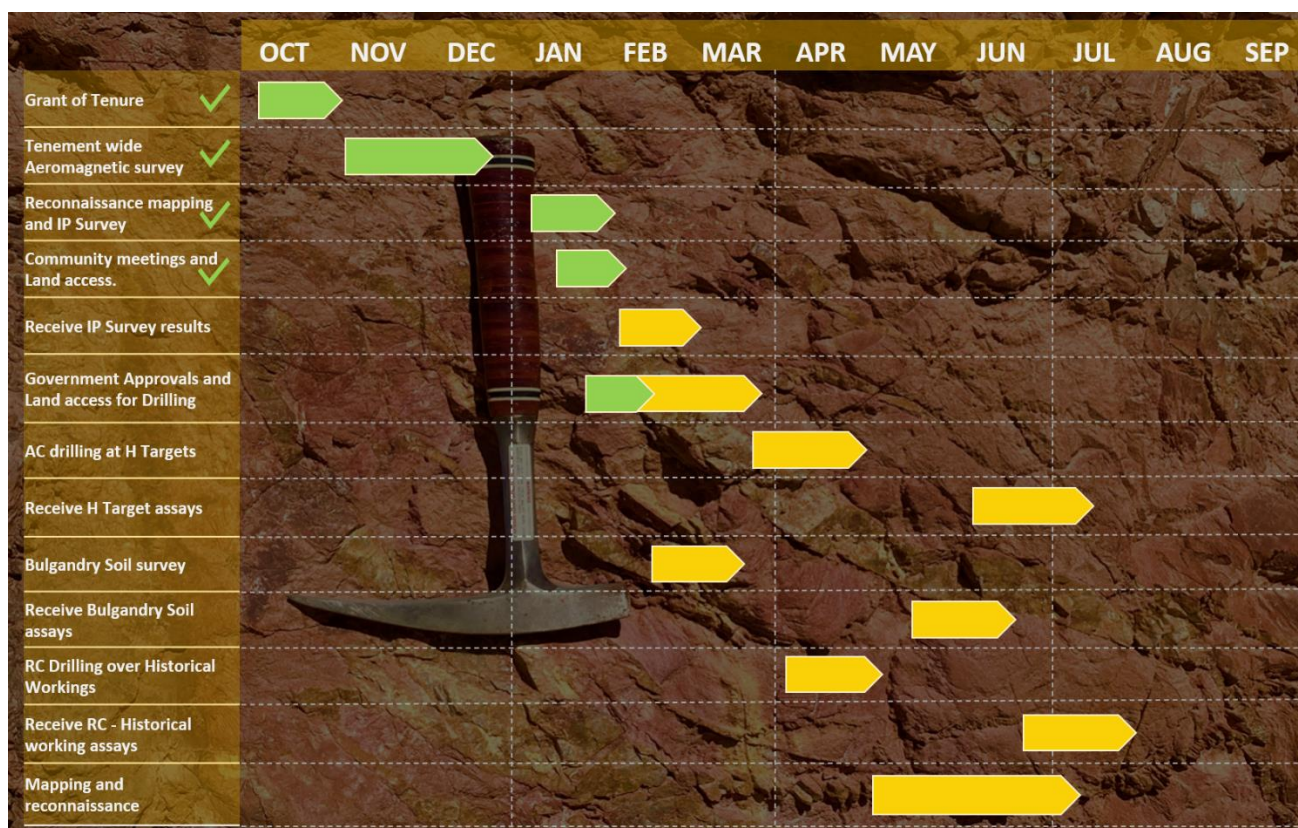 OCT NOV DEC JAN FEB MAR APR MAY JUN JUL AUG SEP
Grant of Tenure
Tenement wide
Aeromagnetic survey
Reconnaissance mapping
and IP Survey
Community meetings and
Land access.
Receive IP Survey results
Government Approvals and
Land access for Drilling
AC drilling at H Targets
Receive H Target assays
Bulgandry Soil survey
Receive Bulgandry Soil
assays
RC Drilling over Historical
Workings
Receive RC - Historical
working assays
Mapping and
reconnaissance